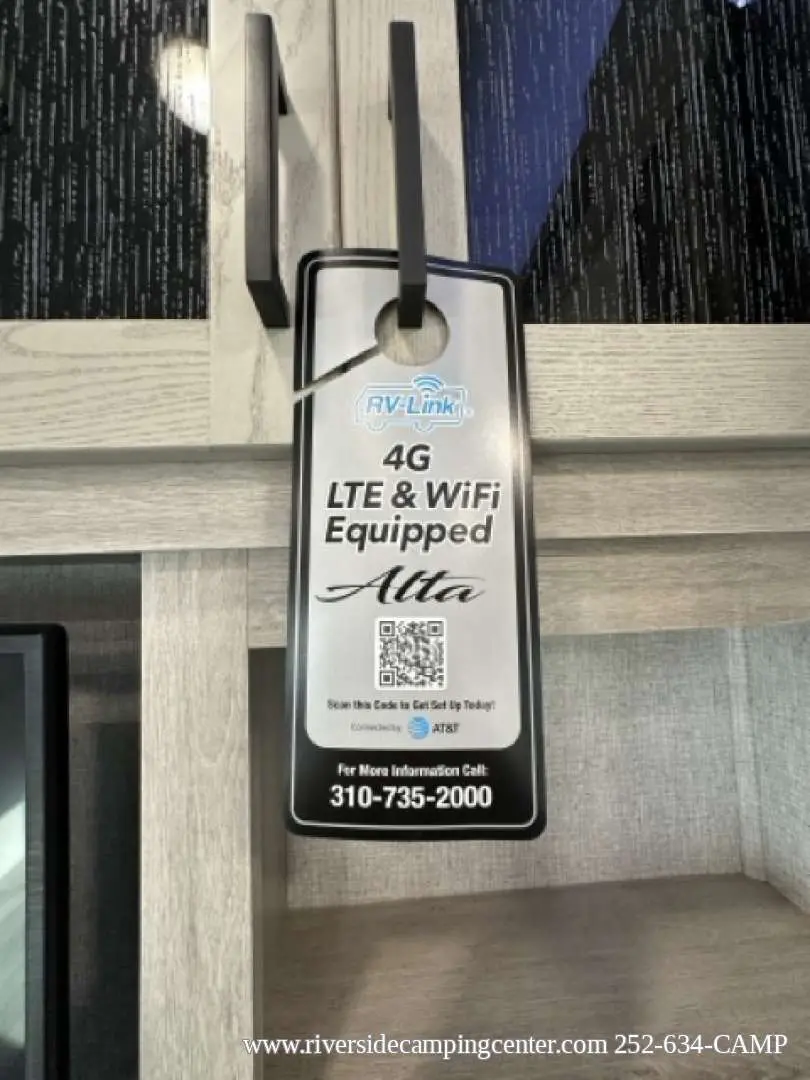 RV-Link
4G
LTE & WiFi
Equipped
Alta
Scan this Code to Get Set Up Today!
Connected by AT&T
For More Information Call:
310-735-2000
www.riversidecampingcenter.com 252-634-CAMP